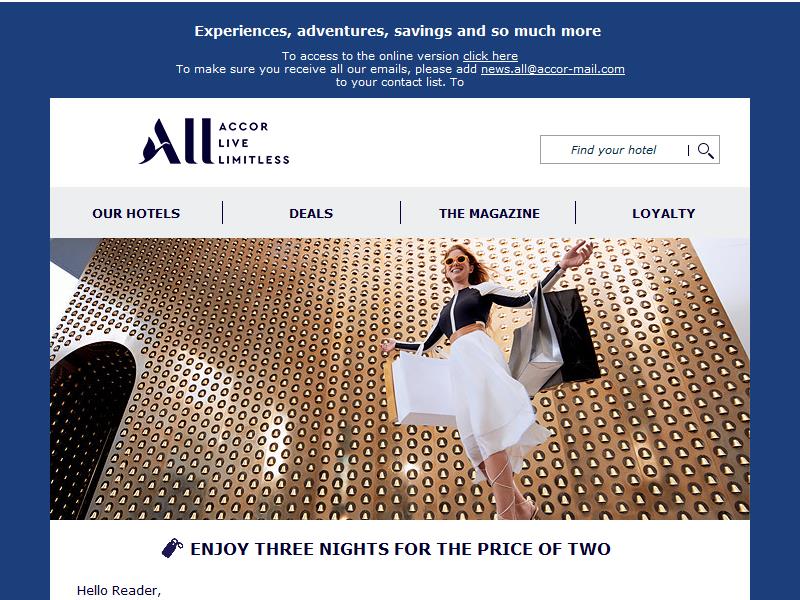 Experiences, adventures, savings and so much more
To access to the online version click here
To make sure you receive all our emails, please add news.all@accor-mail.com
to your contact list. To
All ACCOR
LIVE
LIMITLESS
Find your hotel |
OUR HOTELS
DEALS
THE MAGAZINE
LOYALTY
ENJOY THREE NIGHTS FOR THE PRICE OF TWO
Hello Reader,